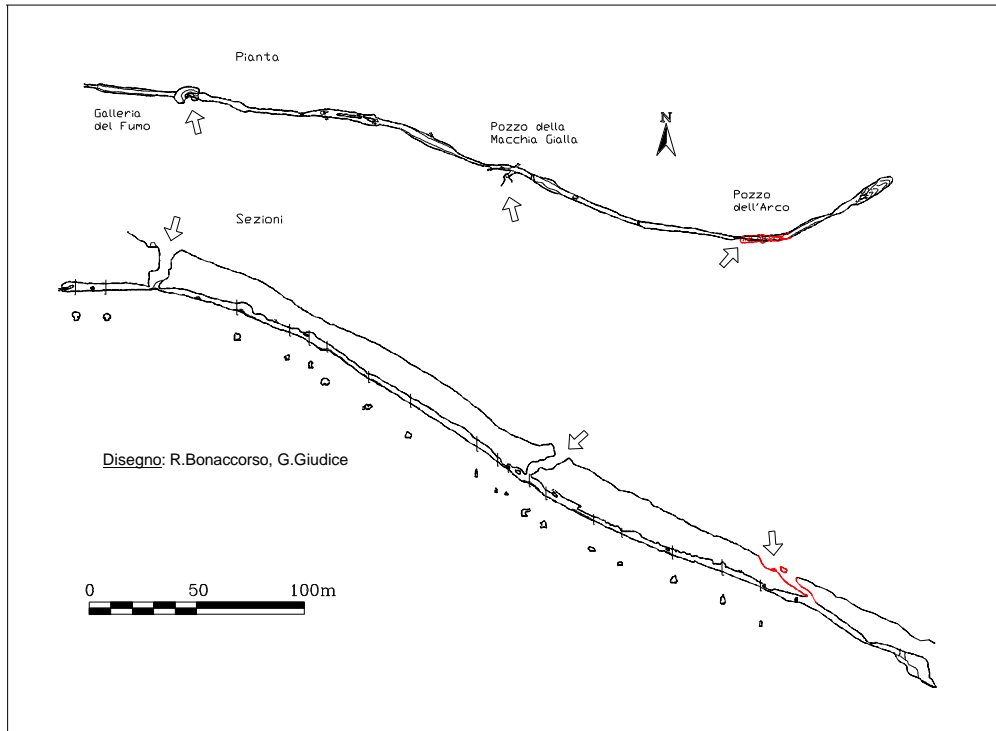 Pianta
Galleria
del Fumo
Pozzo della
Macchia Gialla
N
Pozzo
dell'Arco
Sezioni
Disegno: R.Bonaccorso, G.Giudice
0 50 100m